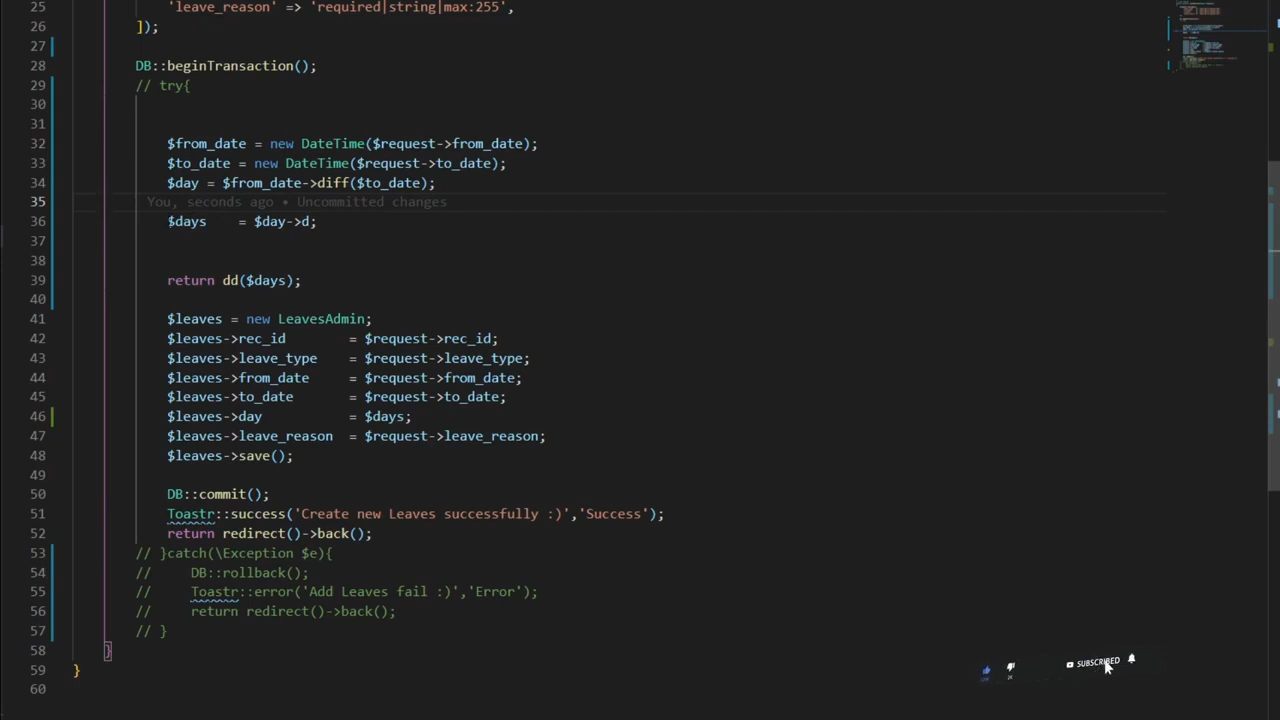 25 'leave_reason' => 'required|string|max:255',
26 ]);
27
28 DB::beginTransaction();
29 // try{
30
31
32 $from_date = new DateTime($request->from_date);
33 $to_date = new DateTime($request->to_date);
34 $day = $from_date->diff($to_date);
35 You, seconds ago • Uncommitted changes
36 $days    = $day->d;
37
38
39 return dd($days);
40
41 $leaves = new LeavesAdmin;
42 $leaves->rec_id        = $request->rec_id;
43 $leaves->leave_type    = $request->leave_type;
44 $leaves->from_date     = $request->from_date;
45 $leaves->to_date       = $request->to_date;
46 $leaves->day           = $days;
47 $leaves->leave_reason  = $request->leave_reason;
48 $leaves->save();
49
50 DB::commit();
51 Toastr::success('Create new Leaves successfully :)','Success');
52 return redirect()->back();
53 // }catch(\Exception $e){
54 //     DB::rollback();
55 //     Toastr::error('Add Leaves fail :)','Error');
56 //     return redirect()->back();
57 // }
58 }
59 }
60
SUBSCRIBED